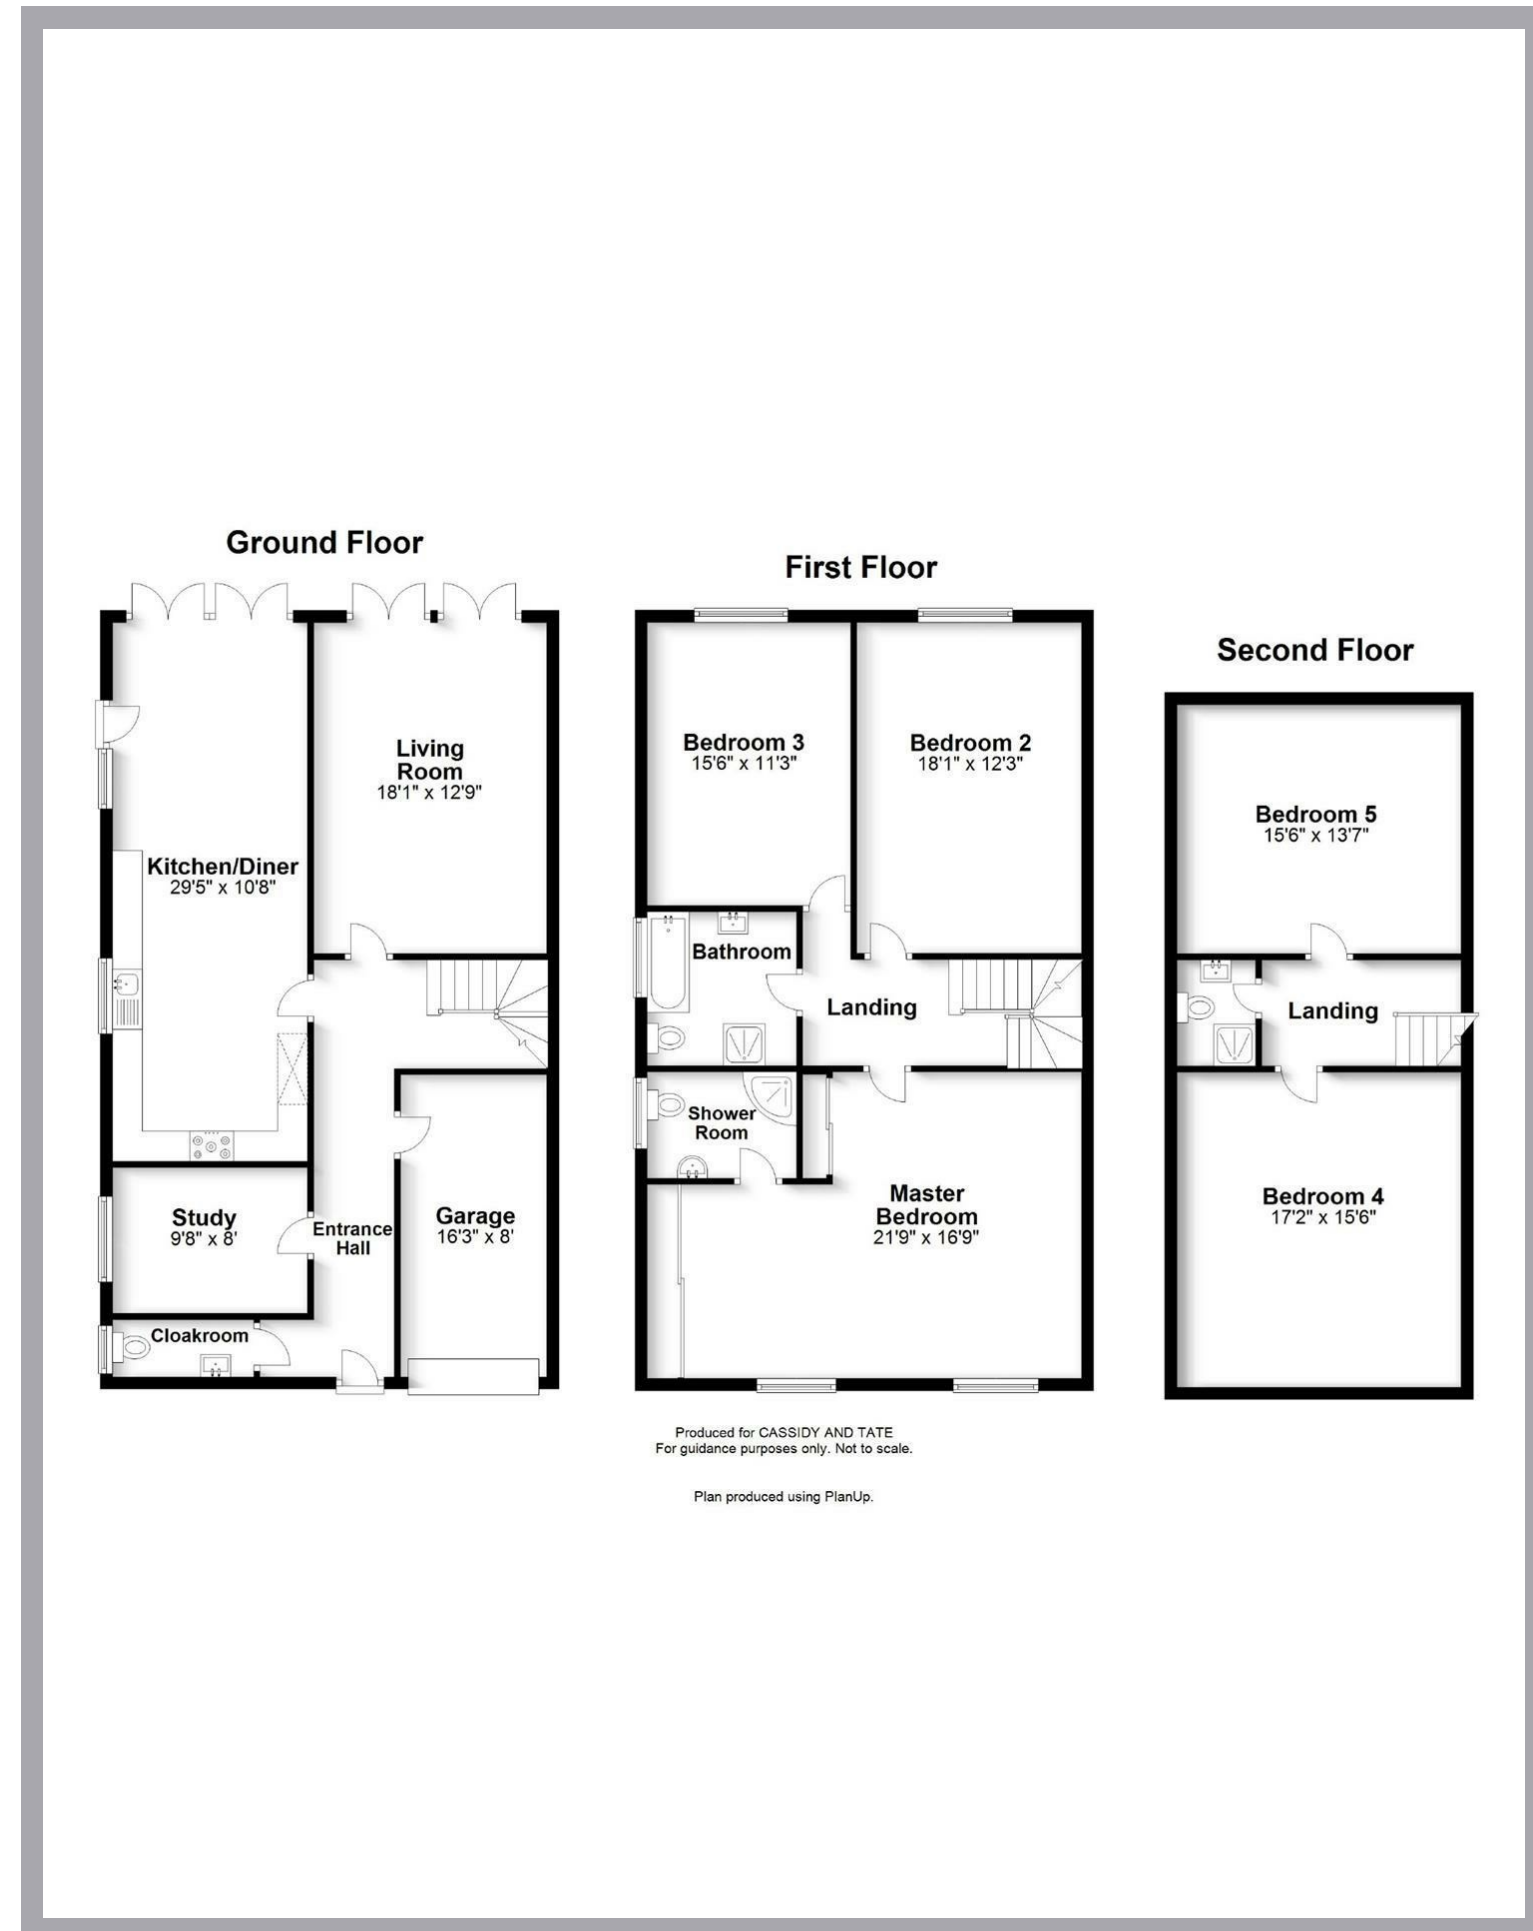 Ground Floor
Living
Room
18'1" x 12'9"
Kitchen/Diner
29'5" x 10'8"
Study
9'8" x 8'
Entrance
Hall
Garage
16'3" x 8'
Cloakroom
First Floor
Bedroom 3
15'6" x 11'3"
Bedroom 2
18'1" x 12'3"
Bathroom
Landing
Shower
Room
Master
Bedroom
21'9" x 16'9"
Second Floor
Bedroom 5
15'6" x 13'7"
Landing
Bedroom 4
17'2" x 15'6"
Produced for CASSIDY AND TATE
For guidance purposes only. Not to scale.
Plan produced using PlanUp.